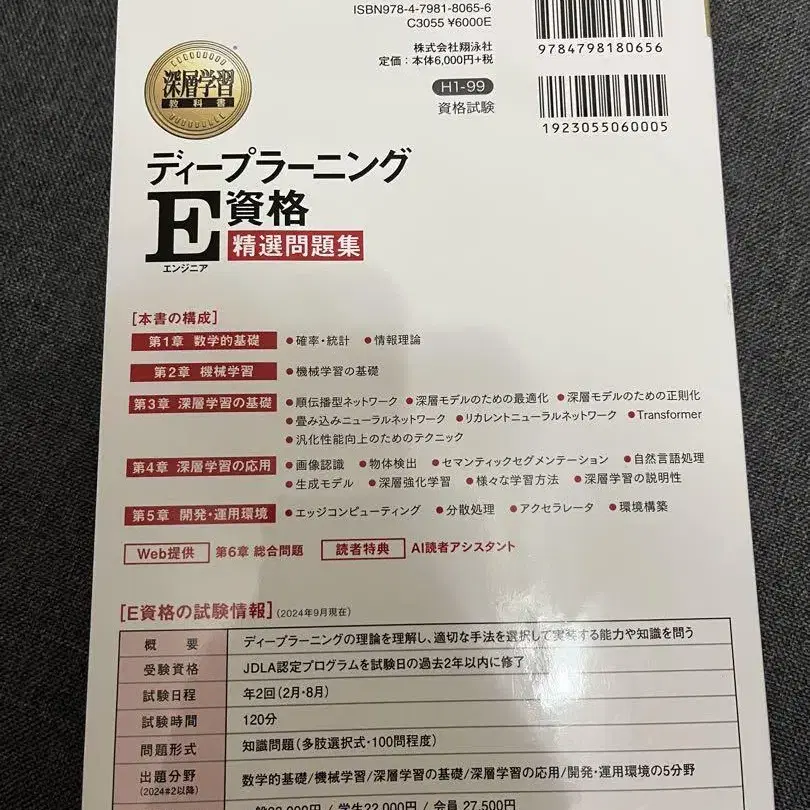 ISBN978-4-7981-8065-6
C3055 ¥6000E
株式会社翔泳社
定価：本体6,000円+税
H1-99
資格試験
9784798180656
1923055060005
深層学習
教科書
ディープラーニング
E資格
エンジニア
精選問題集
［本書の構成］
第1章 数学的基礎 ●確率・統計 ●情報理論
第2章 機械学習 ●機械学習の基礎
第3章 深層学習の基礎 ●順伝播型ネットワーク ●深層モデルのための最適化 ●深層モデルのための正則化
●畳み込みニューラルネットワーク ●リカレントニューラルネットワーク ●Transformer
●汎化性能向上のためのテクニック
第4章 深層学習の応用 ●画像認識 ●物体検出 ●セマンティックセグメンテーション ●自然言語処理
●生成モデル ●深層強化学習 ●様々な学習方法 ●深層学習の説明性
第5章 開発・運用環境 ●エッジコンピューティング ●分散処理 ●アクセラレータ ●環境構築
Web提供 第6章 総合問題 読者特典 AI読者アシスタント
［E資格の試験情報］（2024年9月現在）
概要 ディープラーニングの理論を理解し、適切な手法を選択して実装する能力や知識を問う
受験資格 JDLA認定プログラムを試験日の過去2年以内に修了
試験日程 年2回（2月・8月）
試験時間 120分
問題形式 知識問題（多肢選択式・100問程度）
出題分野 数学的基礎/機械学習/深層学習の基礎/深層学習の応用/開発・運用環境の5分野
（2024#2以降）
学生22,000円 / 会員 27,500円